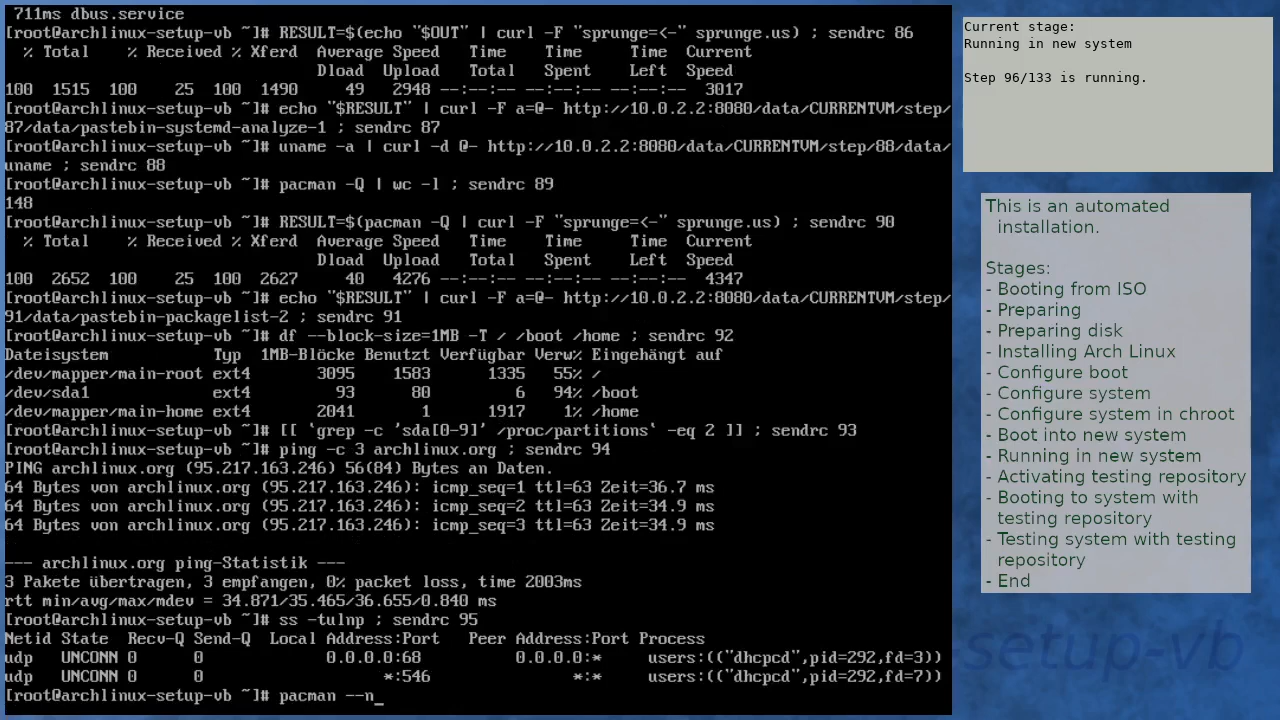 711ms dbus.service
[root@archlinux-setup-vb ~]# RESULT=$(echo "$OUT" | curl -F "sprunge=<-" sprunge.us) ; sendrc 86
  % Total    % Received % Xferd  Average Speed   Time    Time     Time  Current
                                 Dload  Upload   Total   Spent    Left  Speed
100  1515  100    25  100  1490     49   2948 --:--:-- --:--:-- --:--:--  3017
[root@archlinux-setup-vb ~]# echo "$RESULT" | curl -F a=@- http://10.0.2.2:8080/data/CURRENTVM/step/
87/data/pastebin-systemd-analyze-1 ; sendrc 87
[root@archlinux-setup-vb ~]# uname -a | curl -d @- http://10.0.2.2:8080/data/CURRENTVM/step/88/data/
uname ; sendrc 88
[root@archlinux-setup-vb ~]# pacman -Q | wc -l ; sendrc 89
148
[root@archlinux-setup-vb ~]# RESULT=$(pacman -Q | curl -F "sprunge=<-" sprunge.us) ; sendrc 90
  % Total    % Received % Xferd  Average Speed   Time    Time     Time  Current
                                 Dload  Upload   Total   Spent    Left  Speed
100  2652  100    25  100  2627     40   4276 --:--:-- --:--:-- --:--:--  4347
[root@archlinux-setup-vb ~]# echo "$RESULT" | curl -F a=@- http://10.0.2.2:8080/data/CURRENTVM/step/
91/data/pastebin-packagelist-2 ; sendrc 91
[root@archlinux-setup-vb ~]# df --block-size=1MB -T / /boot /home ; sendrc 92
Dateisystem           Typ  1MB-Blöcke Benutzt Verfügbar Verw% Eingehängt auf
/dev/mapper/main-root ext4       3095    1583      1335   55% /
/dev/sda1             ext4         93      80         6   94% /boot
/dev/mapper/main-home ext4       2041       1      1917    1% /home
[root@archlinux-setup-vb ~]# [[ `grep -c 'sda[0-9]' /proc/partitions` -eq 2 ]] ; sendrc 93
[root@archlinux-setup-vb ~]# ping -c 3 archlinux.org ; sendrc 94
PING archlinux.org (95.217.163.246) 56(84) Bytes an Daten.
64 Bytes von archlinux.org (95.217.163.246): icmp_seq=1 ttl=63 Zeit=36.7 ms
64 Bytes von archlinux.org (95.217.163.246): icmp_seq=2 ttl=63 Zeit=34.9 ms
64 Bytes von archlinux.org (95.217.163.246): icmp_seq=3 ttl=63 Zeit=34.9 ms

--- archlinux.org ping-Statistik ---
3 Pakete übertragen, 3 empfangen, 0% packet loss, time 2003ms
rtt min/avg/max/mdev = 34.871/35.465/36.655/0.840 ms
[root@archlinux-setup-vb ~]# ss -tulnp ; sendrc 95
Netid State  Recv-Q Send-Q  Local Address:Port   Peer Address:Port Process
udp   UNCONN 0      0             0.0.0.0:68          0.0.0.0:*     users:(("dhcpcd",pid=292,fd=3))
udp   UNCONN 0      0                   *:546               *:*     users:(("dhcpcd",pid=292,fd=7))
[root@archlinux-setup-vb ~]# pacman --n_
Current stage:
Running in new system

Step 96/133 is running.
This is an automated
installation.

Stages:
- Booting from ISO
- Preparing
- Preparing disk
- Installing Arch Linux
- Configure boot
- Configure system
- Configure system in chroot
- Boot into new system
- Running in new system
- Activating testing repository
- Booting to system with
testing repository
- Testing system with testing
repository
- End
setup-vb